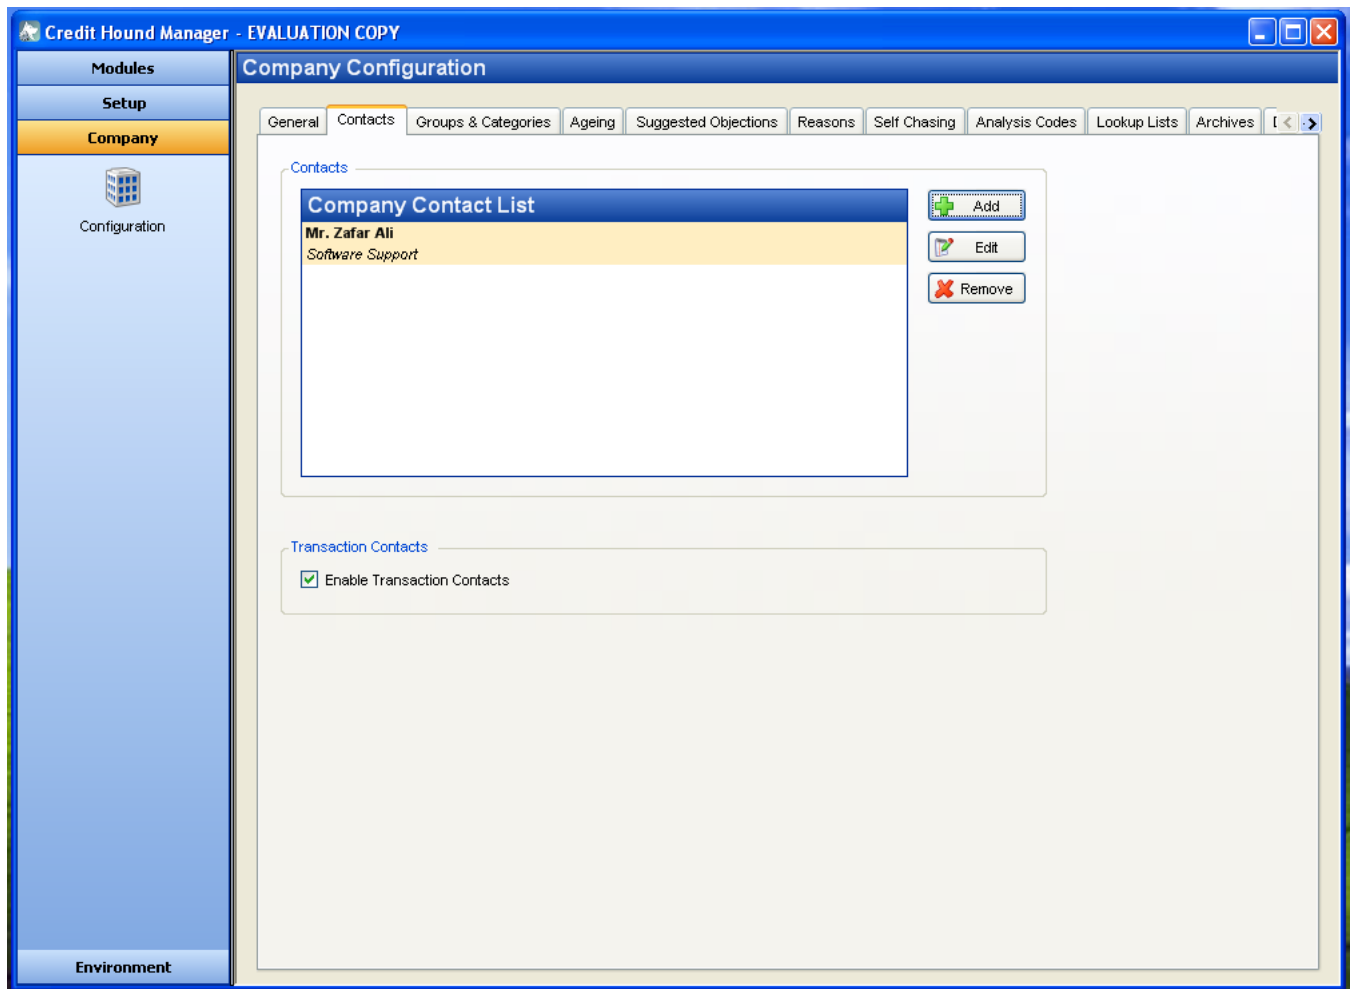 Credit Hound Manager - EVALUATION COPY
Modules
Setup
Company
Configuration
Environment
Company Configuration
General Contacts Groups & Categories Ageing Suggested Objections Reasons Self Chasing Analysis Codes Lookup Lists Archives
Contacts
Company Contact List
Mr. Zafar Ali
Software Support
Add
Edit
Remove
Transaction Contacts
Enable Transaction Contacts